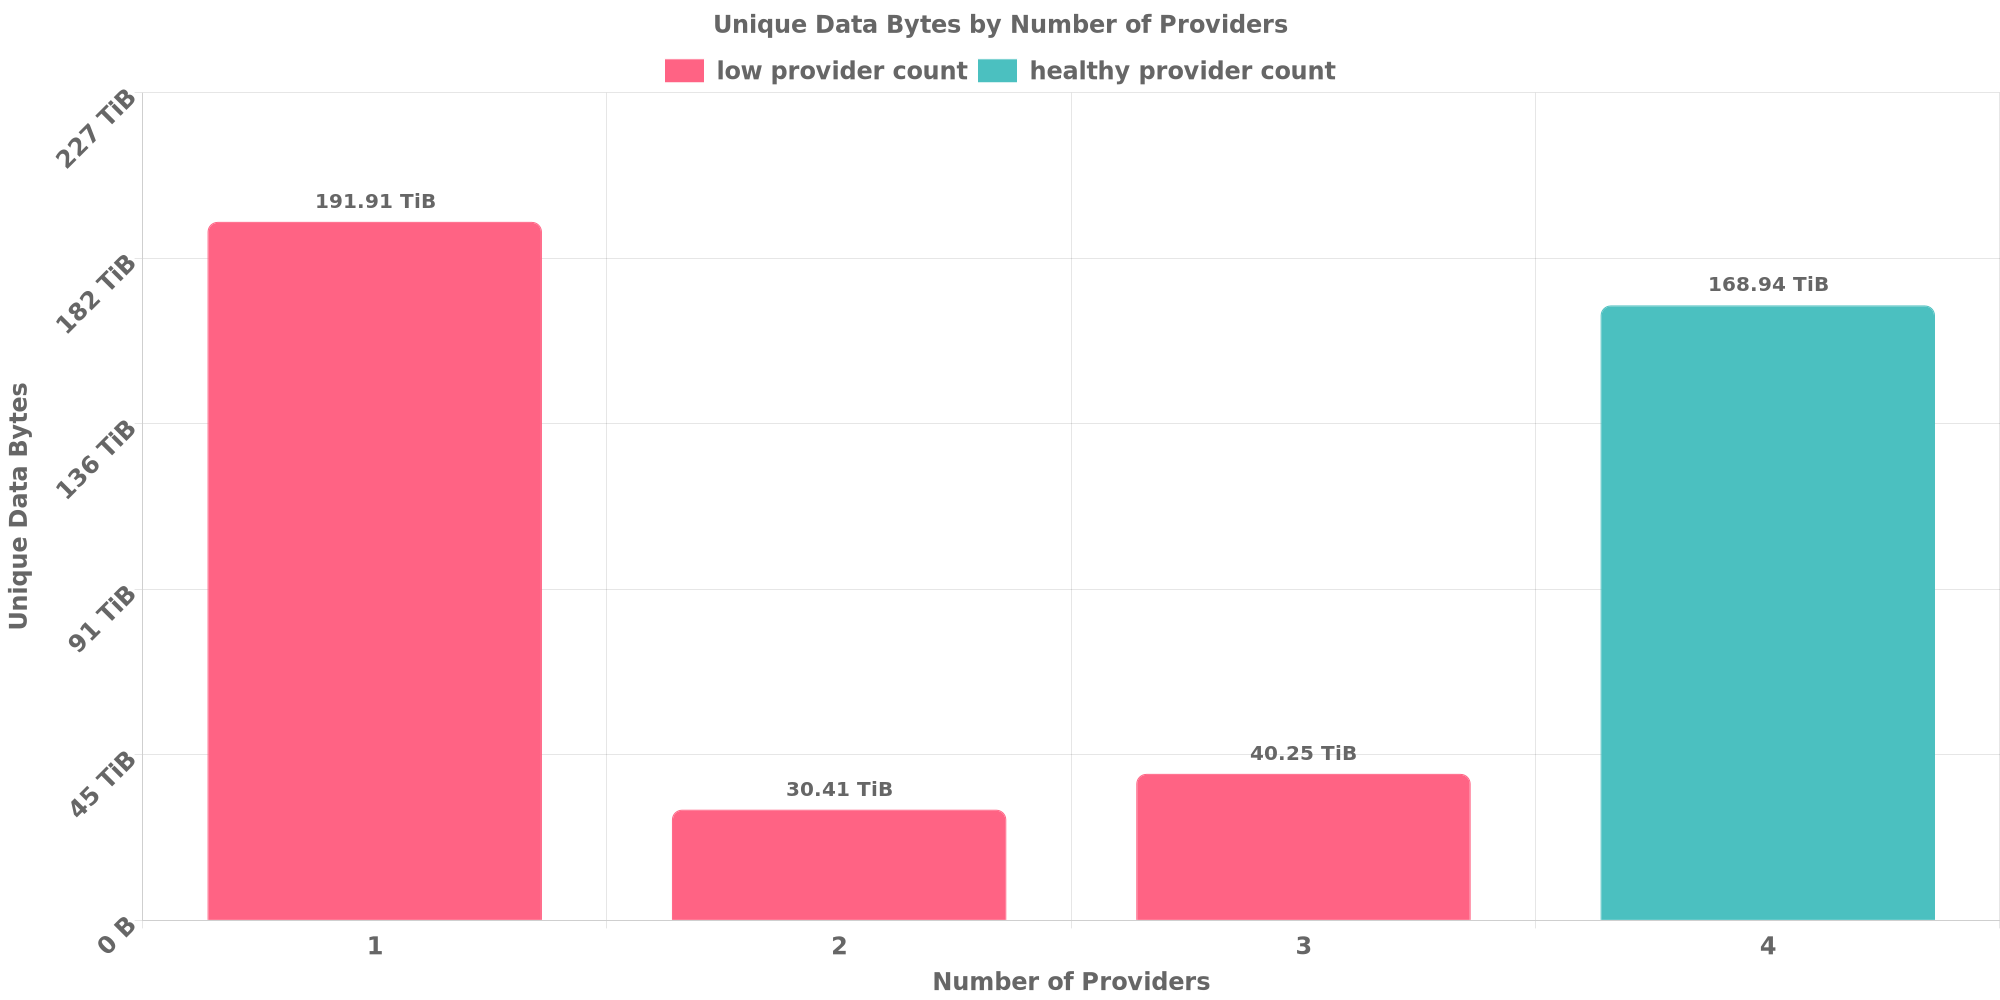 Unique Data Bytes by Number of Providers
low provider count healthy provider count
227 TiB
182 TiB
136 TiB
91 TiB
45 TiB
0 B
Unique Data Bytes
191.91 TiB
30.41 TiB
40.25 TiB
168.94 TiB
1 2 3 4
Number of Providers